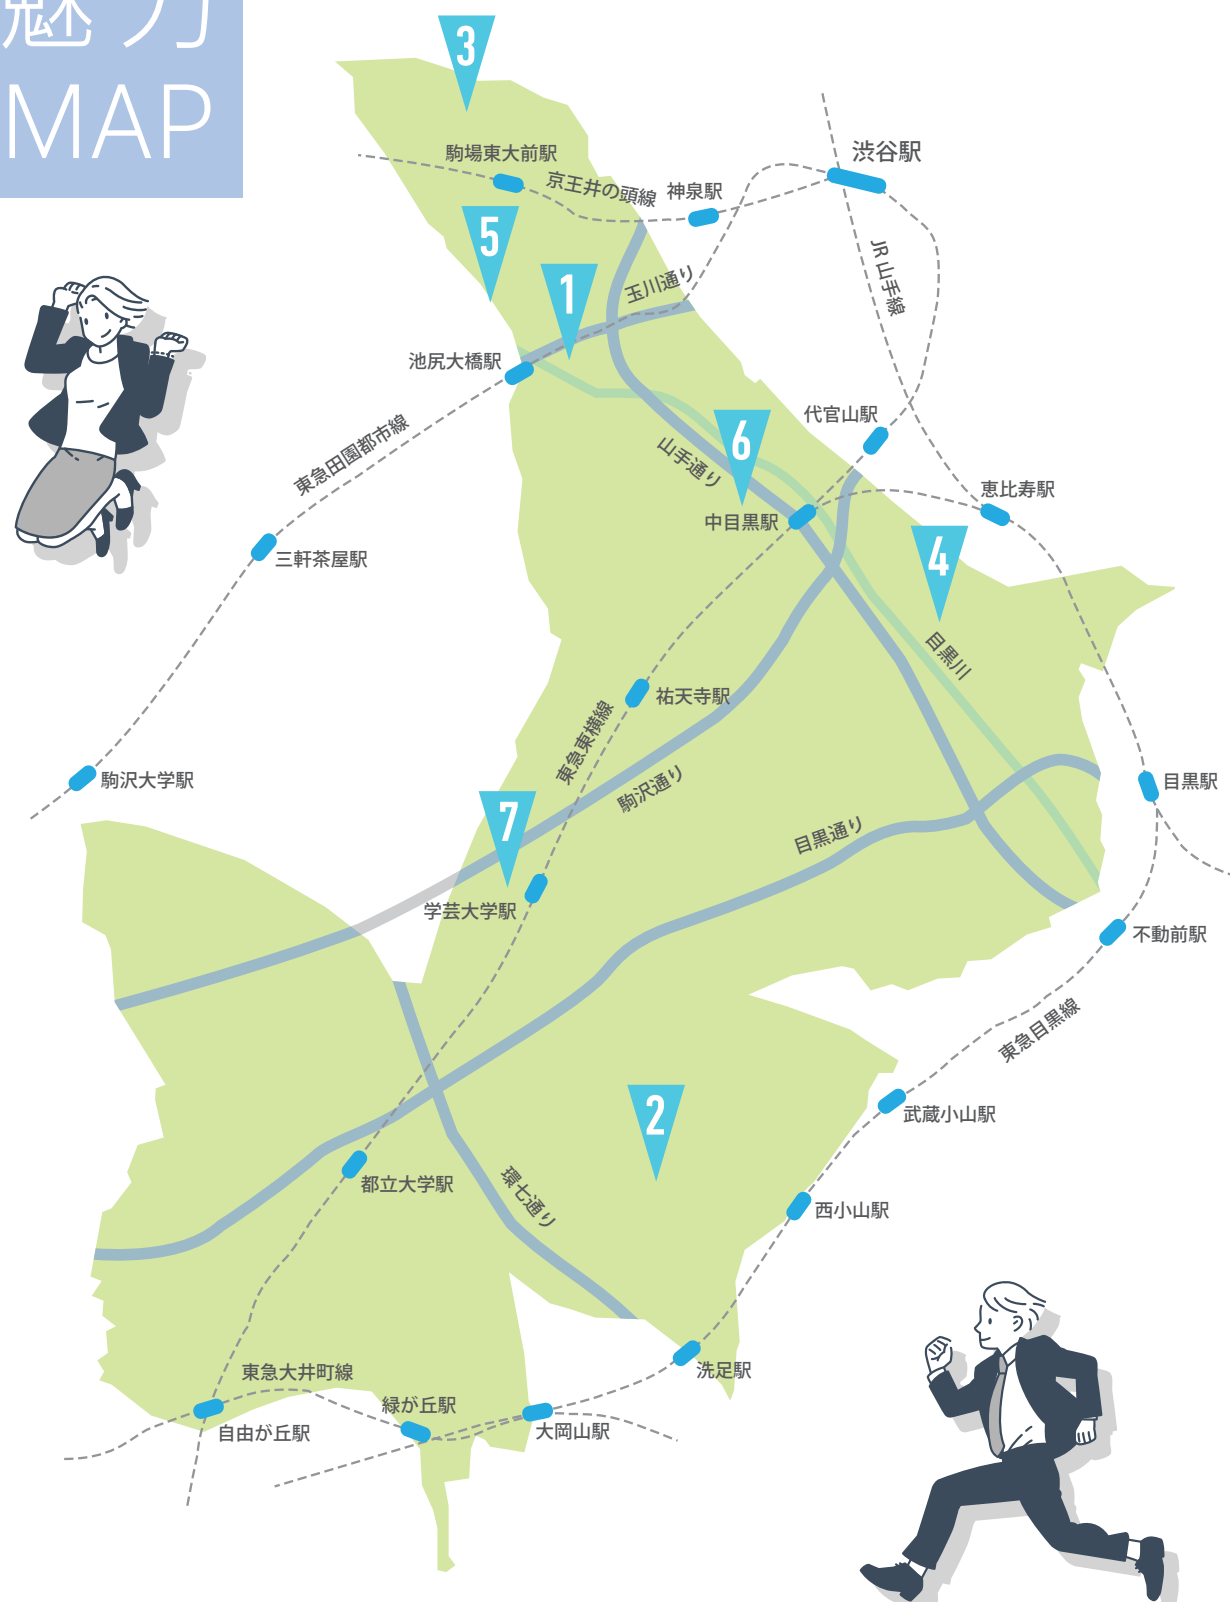 魅力
MAP
3
駒場東大前駅
京王井の頭線
神泉駅
渋谷駅
5
1
玉川通り
JR山手線
池尻大橋駅
代官山駅
6
山手通り
東急田園都市線
恵比寿駅
中目黒駅
4
三軒茶屋駅
目黒川
祐天寺駅
東急東横線
駒沢大学駅
駒沢通り
目黒駅
7
目黒通り
学芸大学駅
不動前駅
東急目黒線
2
武蔵小山駅
都立大学駅
環七通り
西小山駅
東急大井町線
洗足駅
緑が丘駅
自由が丘駅
大岡山駅